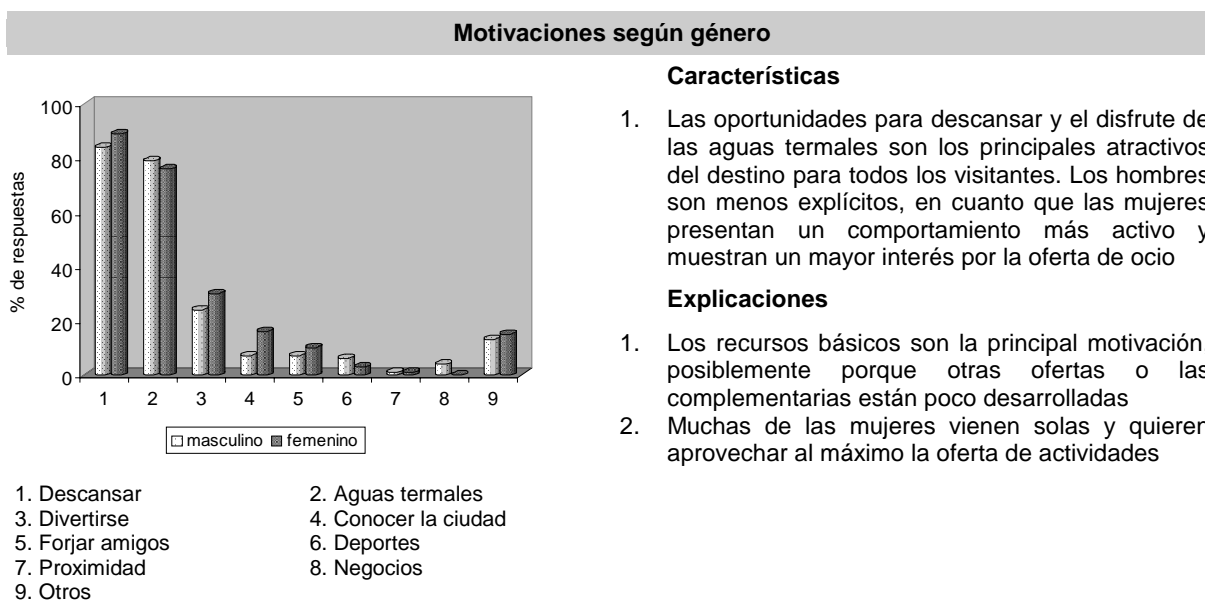 Motivaciones según género
100
80
60
40
20
0
% de respuestas
1 2 3 4 5 6 7 8 9
masculino femenino
1. Descansar 2. Aguas termales
3. Divertirse 4. Conocer la ciudad
5. Forjar amigos 6. Deportes
7. Proximidad 8. Negocios
9. Otros
Características
1. Las oportunidades para descansar y el disfrute de
las aguas termales son los principales atractivos
del destino para todos los visitantes. Los hombres
son menos explícitos, en cuanto que las mujeres
presentan un comportamiento más activo y
muestran un mayor interés por la oferta de ocio
Explicaciones
1. Los recursos básicos son la principal motivación,
posiblemente porque otras ofertas o las
complementarias están poco desarrolladas
2. Muchas de las mujeres vienen solas y quieren
aprovechar al máximo la oferta de actividades